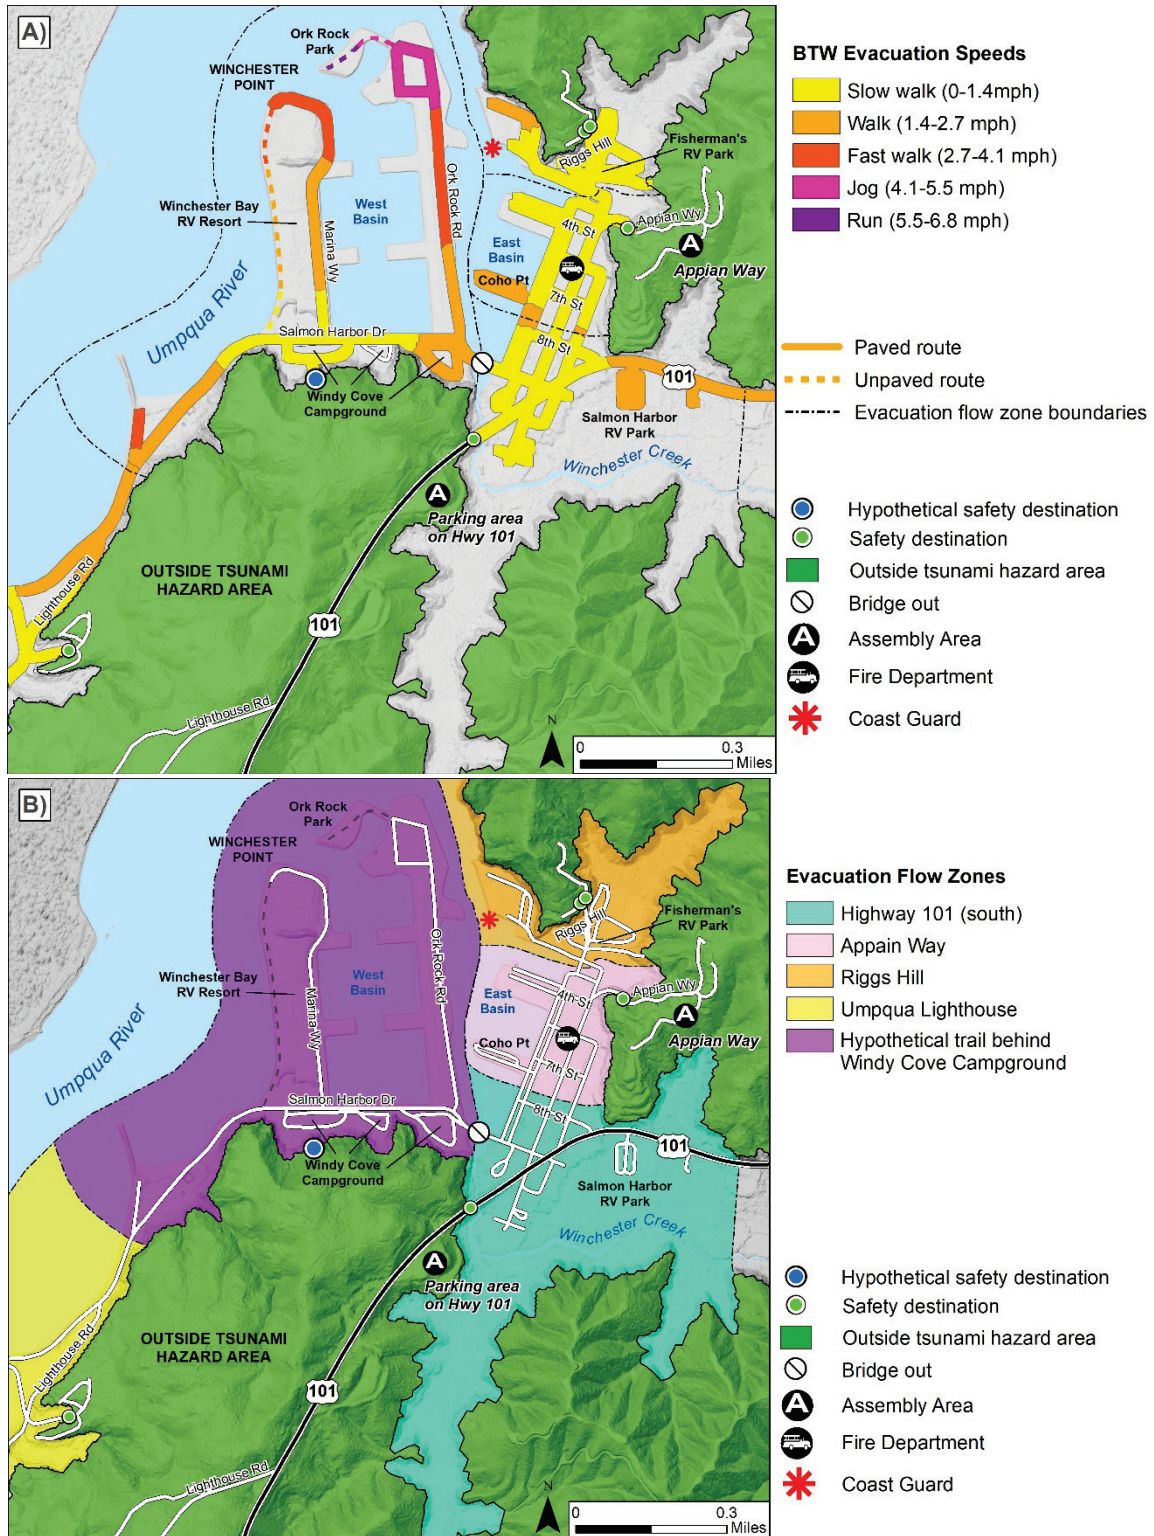 A)
Ork Rock
Park
WINCHESTER
POINT
Riggs Hill
Fisherman's
RV Park
Winchester Bay
RV Resort
West
Basin
Marina Wy
Ork Rock Rd
4th St
Appian Wy
East
Basin
Coho Pt
Appian Way
A
7th St
Umpqua River
Salmon Harbor Dr
8th St
Windy Cove
Campground
101
Salmon Harbor
RV Park
Winchester Creek
A
Parking area
on Hwy 101
OUTSIDE TSUNAMI
HAZARD AREA
Lighthouse Rd
101
Lighthouse Rd
N
0
0.3
Miles
BTW Evacuation Speeds
Slow walk (0-1.4mph)
Walk (1.4-2.7 mph)
Fast walk (2.7-4.1 mph)
Jog (4.1-5.5 mph)
Run (5.5-6.8 mph)
Paved route
Unpaved route
Evacuation flow zone boundaries
Hypothetical safety destination
Safety destination
Outside tsunami hazard area
Bridge out
A
Assembly Area
Fire Department
Coast Guard
B)
Ork Rock
Park
WINCHESTER
POINT
Riggs Hill
Fisherman's
RV Park
Winchester Bay
RV Resort
West
Basin
Marina Wy
Ork Rock Rd
4th St
Appian Wy
East
Basin
Coho Pt
A
Appian Way
7th St
Umpqua River
Salmon Harbor Dr
8th St
Windy Cove
Campground
101
Salmon Harbor
RV Park
Winchester Creek
A
Parking area
on Hwy 101
OUTSIDE TSUNAMI
HAZARD AREA
Lighthouse Rd
101
Lighthouse Rd
N
0
0.3
Miles
Evacuation Flow Zones
Highway 101 (south)
Appain Way
Riggs Hill
Umpqua Lighthouse
Hypothetical trail behind
Windy Cove Campground
Hypothetical safety destination
Safety destination
Outside tsunami hazard area
Bridge out
A
Assembly Area
Fire Department
Coast Guard